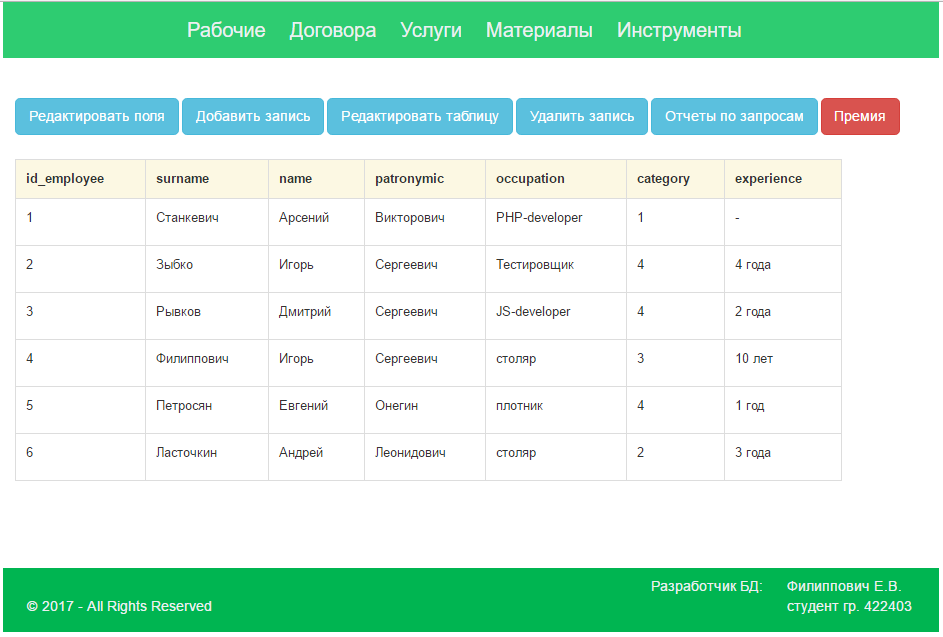 Рабочие Договора Услуги Материалы Инструменты
Редактировать поля Добавить запись Редактировать таблицу Удалить запись Отчеты по запросам Премия
id_employee surname name patronymic occupation category experience
1 Станкевич Арсений Викторович PHP-developer 1 -
2 Зыбко Игорь Сергеевич Тестировщик 4 4 года
3 Рывков Дмитрий Сергеевич JS-developer 4 2 года
4 Филиппович Игорь Сергеевич столяр 3 10 лет
5 Петросян Евгений Онегин плотник 4 1 год
6 Ласточкин Андрей Леонидович столяр 2 3 года
Разработчик БД: Филиппович Е.В.
© 2017 - All Rights Reserved студент гр. 422403